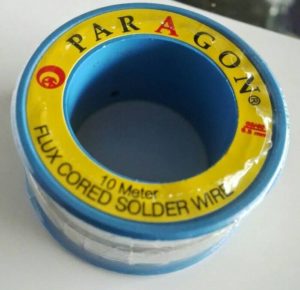 PARAGON®
10 Meter
FLUX CORED SOLDER WIRE